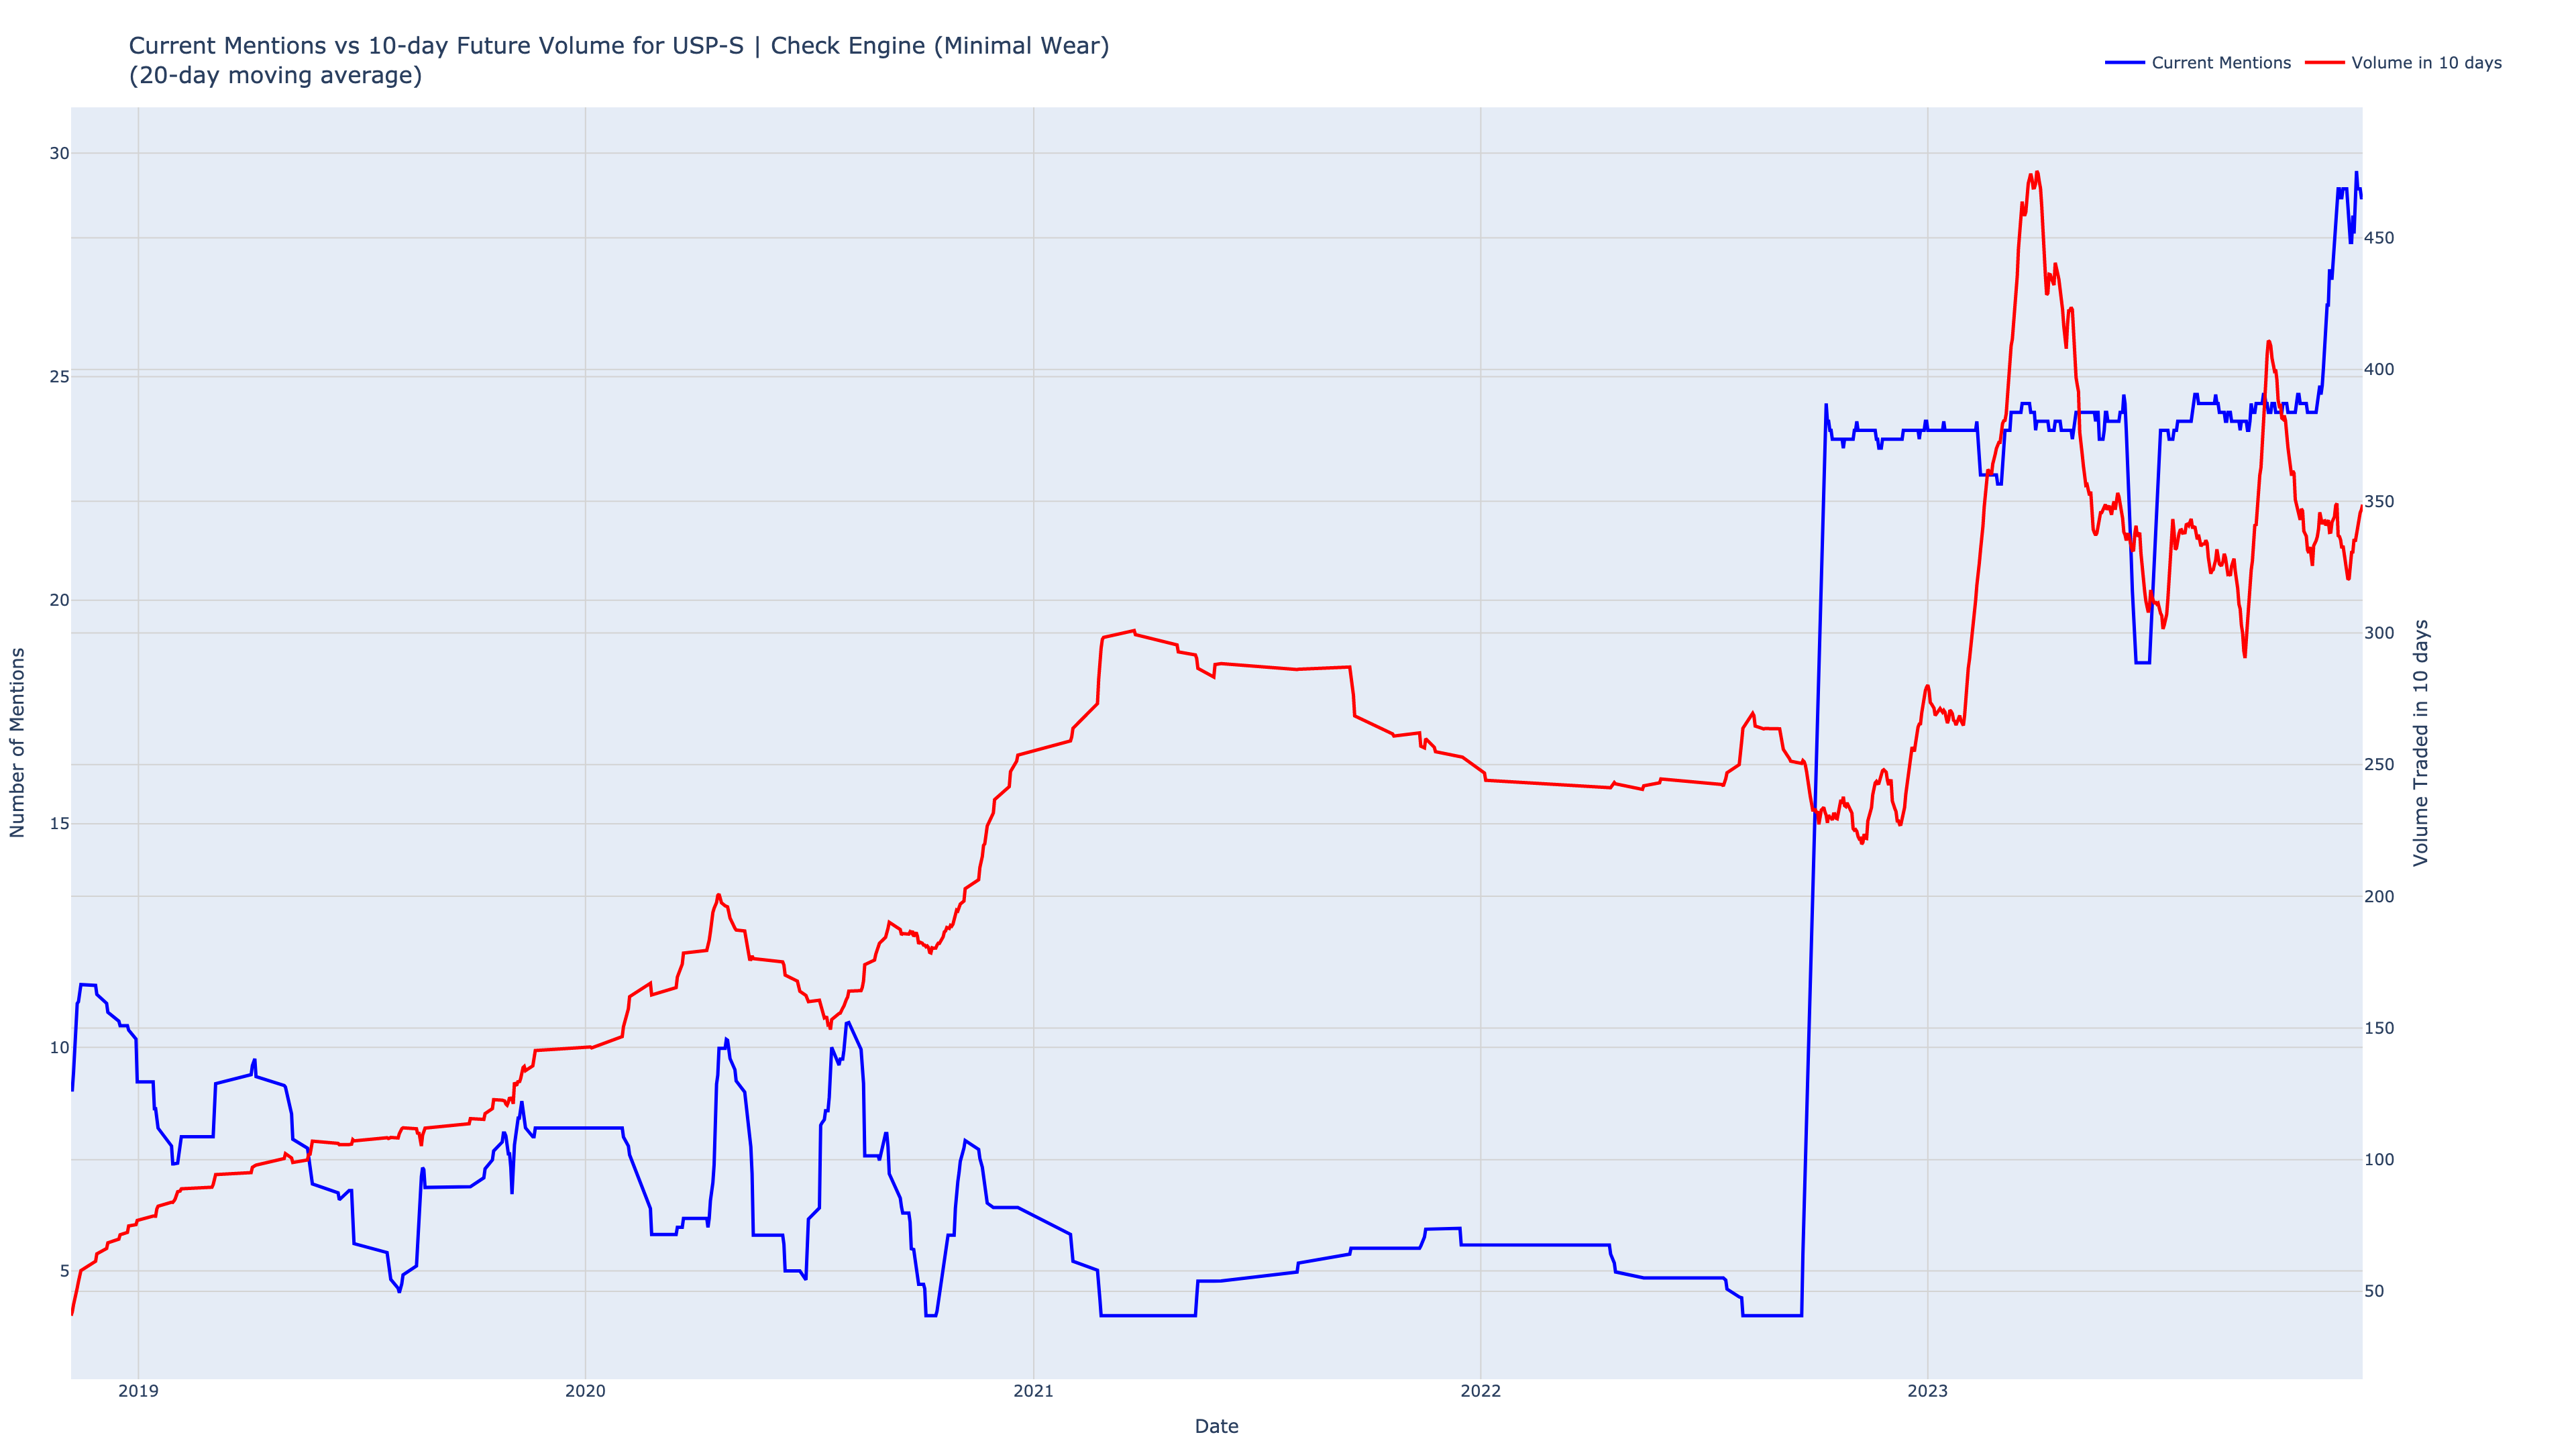 Current Mentions vs 10-day Future Volume for USP-S | Check Engine (Minimal Wear)
(20-day moving average)
Current Mentions
Volume in 10 days
30
25
20
15
10
5
Number of Mentions
450
400
350
300
250
200
150
100
50
Volume Traded in 10 days
2019
2020
2021
2022
2023
Date